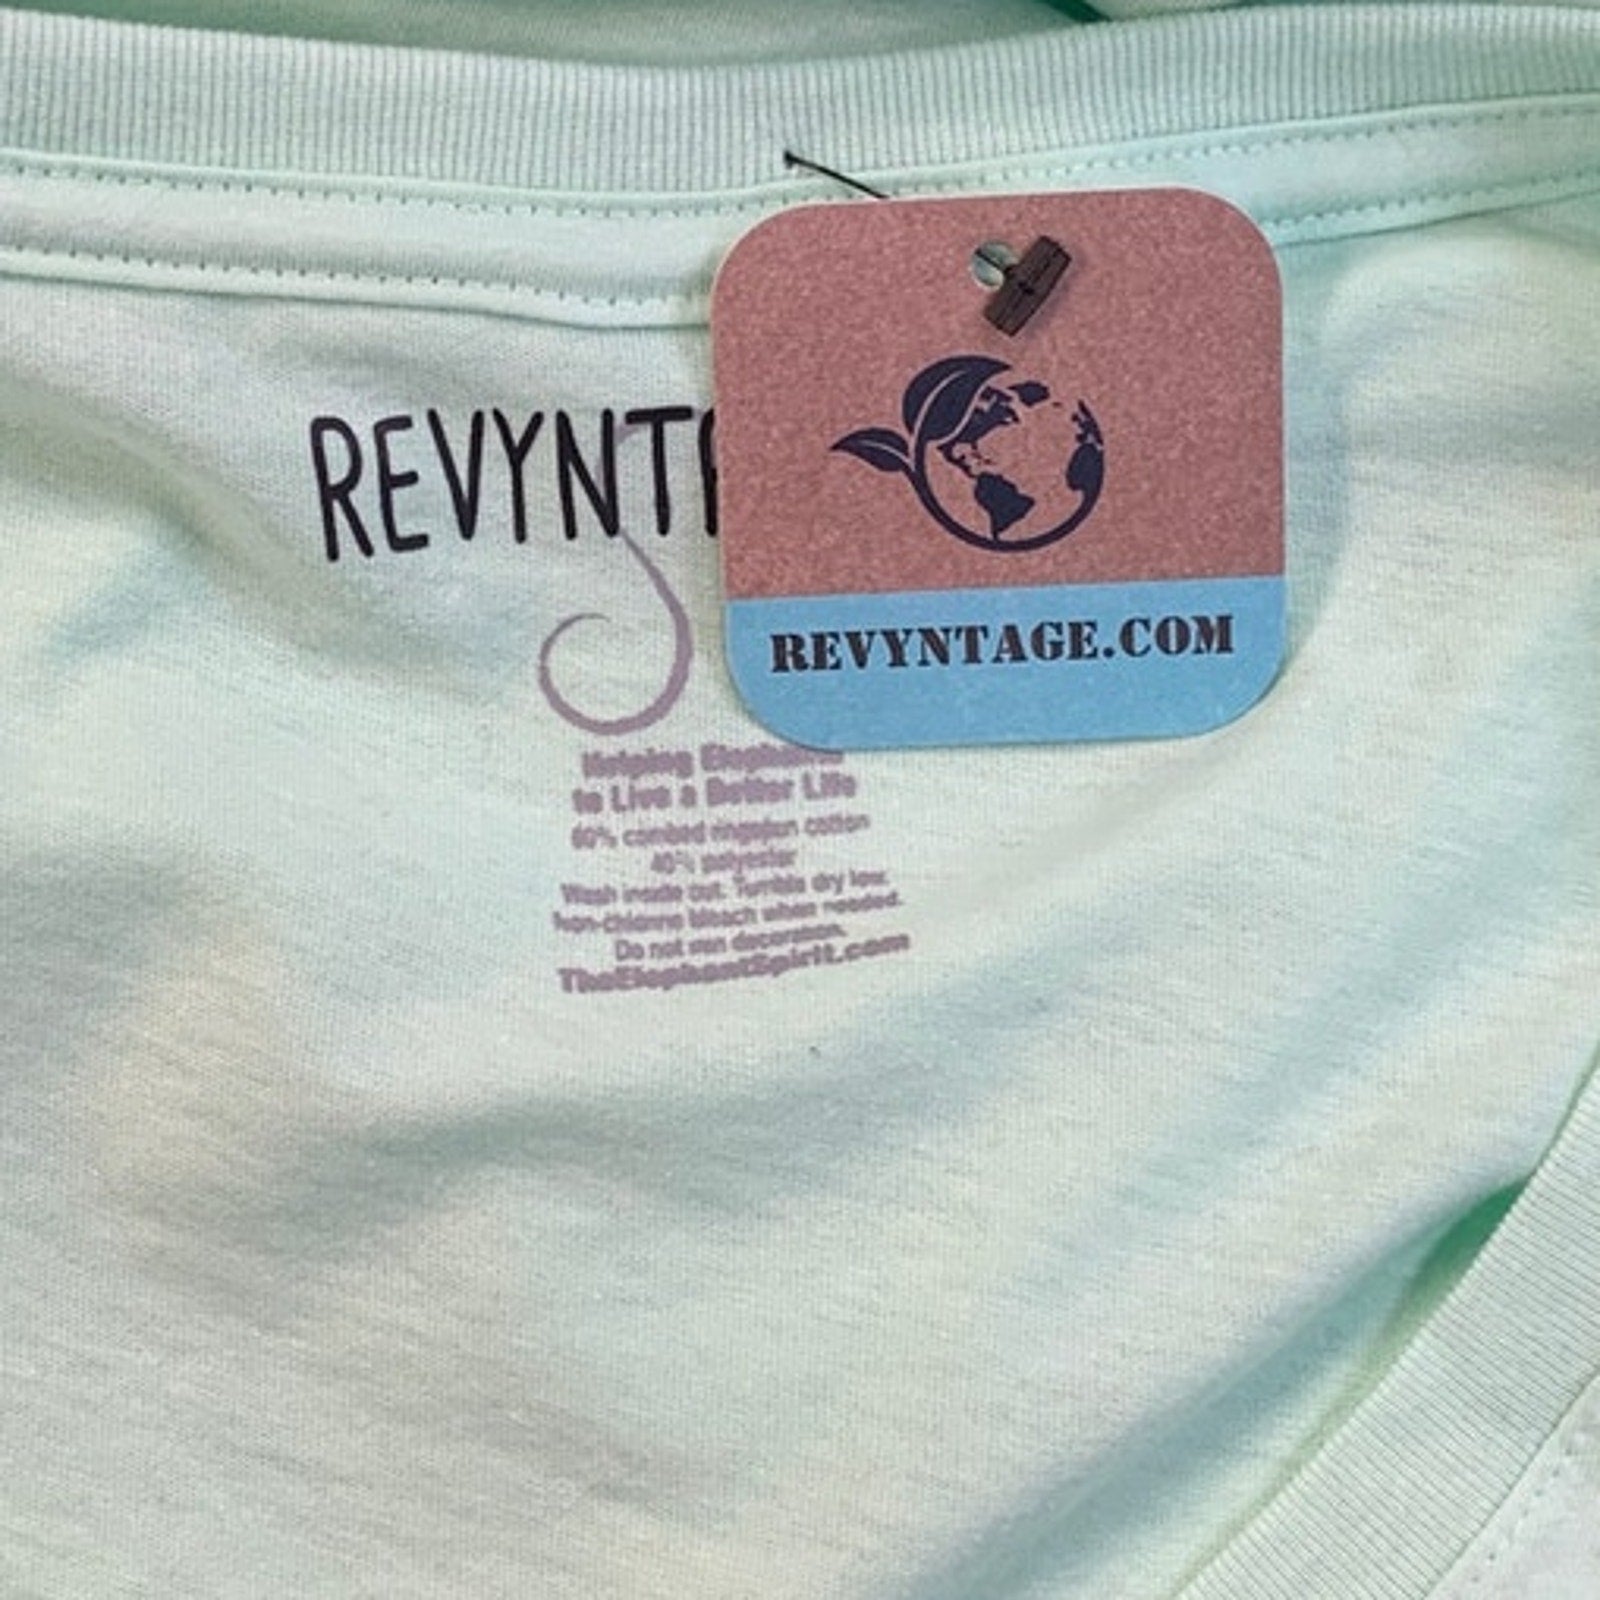 REVYNTA
REVYNTAGE.COM
Helping Elephants
to Live a Better Life
60% combed ringspun cotton
40% polyester
Wash inside out. Tumble dry low.
Non-chlorine bleach when needed.
Do not iron decoration.
TheElephantSpirit.com